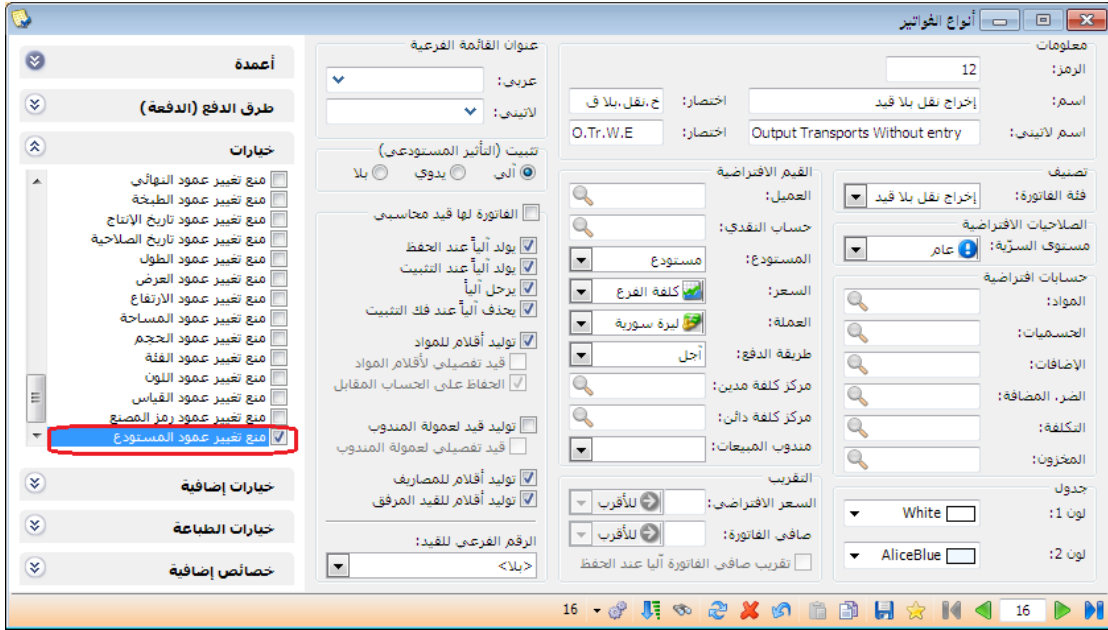 أنواع الفواتير
معلومات
الرمز: 12
اسم: إخراج نقل بلا قيد اختصار: خ.نقل.بلا ق
اسم لاتيني: Output Transports Without entry اختصار: O.Tr.W.E
تصنيف
فئة الفاتورة: إخراج نقل بلا قيد
الصلاحيات الافتراضية
مستوى السرّية: عام
حسابات افتراضية
المواد:
الحسميات:
الإضافات:
الضر. المضافة:
التكلفة:
المخزون:
جدول
لون 1: White
لون 2: AliceBlue
القيم الافتراضية
العميل:
حساب النقدي:
المستودع: مستودع
السعر: كلفة الفرع
العملة: ليرة سورية
طريقة الدفع: آجل
مركز كلفة مدين:
مركز كلفة دائن:
مندوب المبيعات:
التقريب
السعر الافتراضي: للأقرب
صافي الفاتورة: للأقرب
تقريب صافي الفاتورة آليا عند الحفظ
عنوان القائمة الفرعية
عربي:
لاتيني:
تثبيت (التأثير المستودعي)
آلي يدوي بلا
الفاتورة لها قيد محاسبي
يولد آلياً عند الحفظ
يولد آلياً عند التثبيت
يرحل آلياً
يحذف آلياً عند فك التثبيت
توليد أقلام للمواد
قيد تفصيلي لأقلام المواد
الحفاظ على الحساب المقابل
توليد قيد لعمولة المندوب
قيد تفصيلي لعمولة المندوب
توليد أقلام للمصاريف
توليد أقلام للقيد المرفق
الرقم الفرعي للقيد:
<بلا>
أعمدة
طرق الدفع (الدفعة)
خيارات
منع تغيير عمود النهائي
منع تغيير عمود الطبخة
منع تغيير عمود تاريخ الإنتاج
منع تغيير عمود تاريخ الصلاحية
منع تغيير عمود الطول
منع تغيير عمود العرض
منع تغيير عمود الارتفاع
منع تغيير عمود المساحة
منع تغيير عمود الحجم
منع تغيير عمود الفئة
منع تغيير عمود اللون
منع تغيير عمود القياس
منع تغيير عمود رمز المصنع
منع تغيير عمود المستودع
خيارات إضافية
خيارات الطباعة
خصائص إضافية
16 16